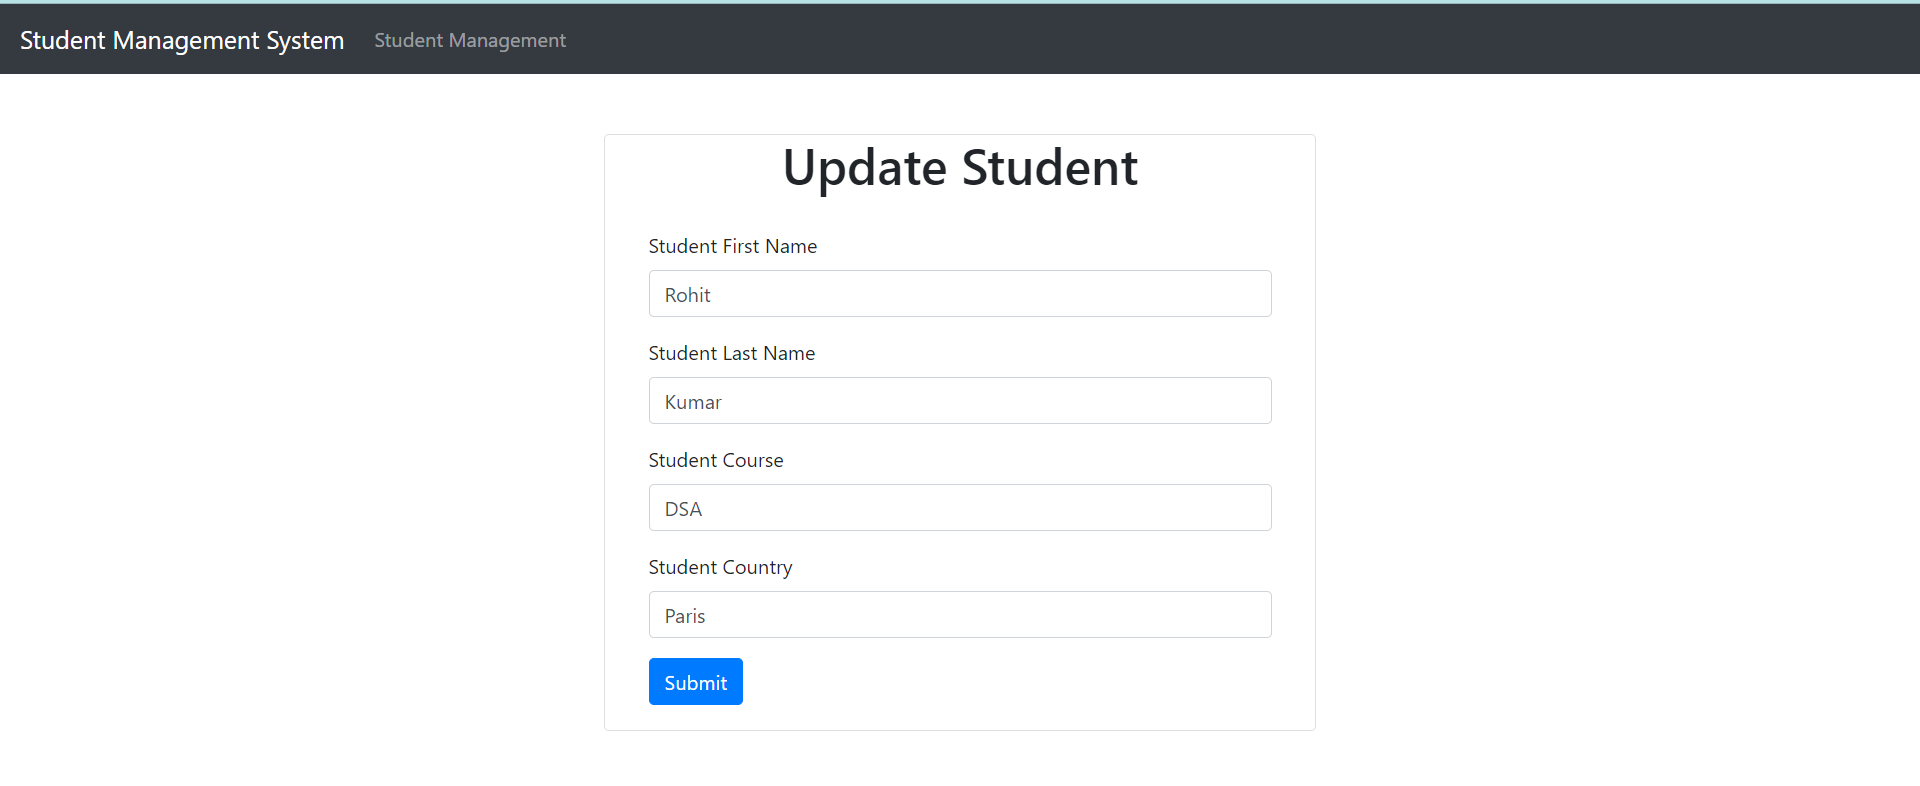 Student Management System Student Management
Update Student
Student First Name
Rohit
Student Last Name
Kumar
Student Course
DSA
Student Country
Paris
Submit